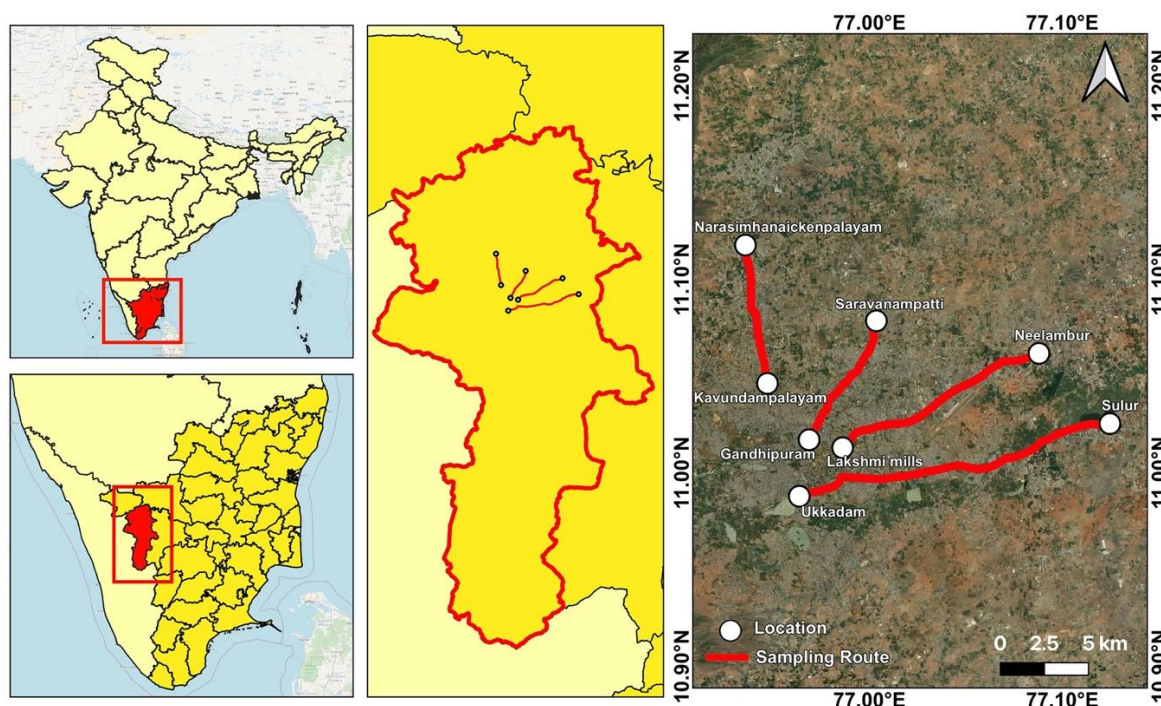 77.00°E
77.10°E
11.20°N
11.20°N
Narasimhanaickenpalayam
11.10°N
11.10°N
Saravanampatti
Neelambur
Kavundampalayam
Sulur
Gandhipuram
Lakshmi mills
11.00°N
11.00°N
Ukkadam
Location
Sampling Route
0 2.5 5 km
10.90°N
10.90°N
77.00°E
77.10°E